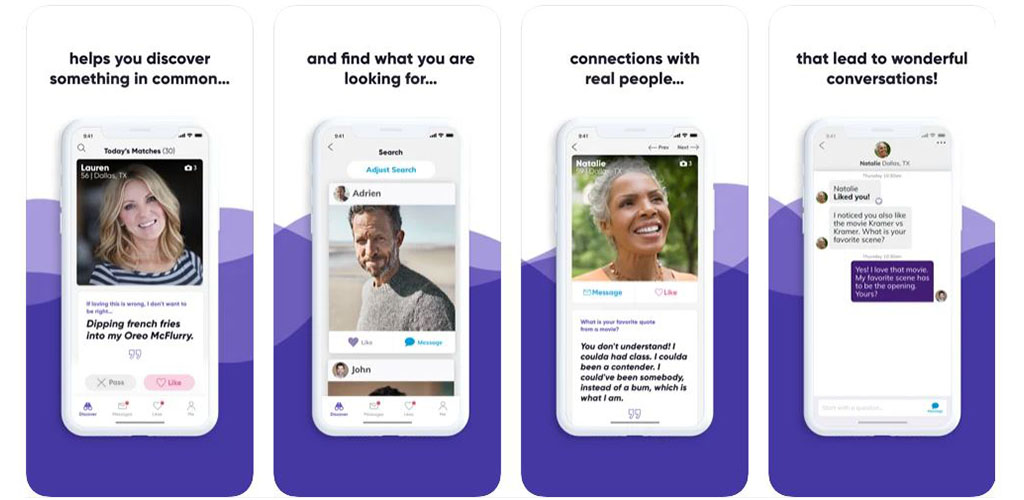 helps you discover
something in common...
9:41
Today's Matches (30)
Lauren
56 | Dallas, TX
3
If loving this is wrong, I don't want to
be right...
Dipping french fries
into my Oreo McFlurry.
Pass
Like
Discover
Messages
Likes
Me
and find what you are
looking for...
9:41
Search
Adjust Search
Adrien
Like
Message
John
Discover
Messages
Likes
Me
connections with
real people...
9:41
Prev
Next
Natalie
59 | Dallas, TX
3
Message
Like
What is your favorite quote
from a movie?
You don't understand! I
coulda had class. I coulda
been a contender. I
could've been somebody,
instead of a bum, which is
what I am.
that lead to wonderful
conversations!
9:41
Natalie Dallas, TX
Thursday 10:30am
Natalie
Liked you!
I noticed you also like
the movie Kramer vs
Kramer. What is your
favorite scene?
Thursday
Yes! I love that movie.
My favorite scene has
to be the opening.
Yours?
Start with a question...
Message